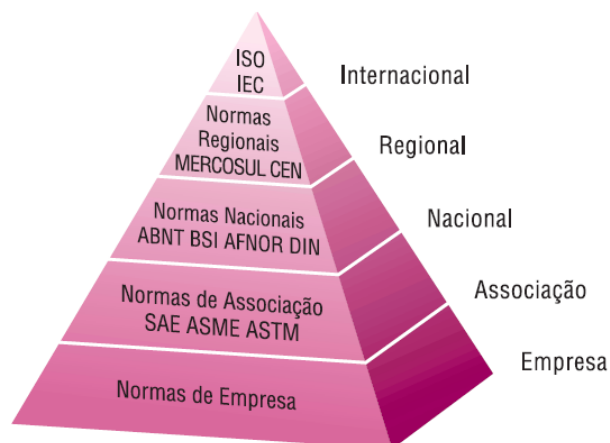 ISO
IEC
Internacional
Normas
Regionais
MERCOSUL CEN
Regional
Normas Nacionais
ABNT BSI AFNOR DIN
Nacional
Normas de Associação
SAE ASME ASTM
Associação
Normas de Empresa
Empresa